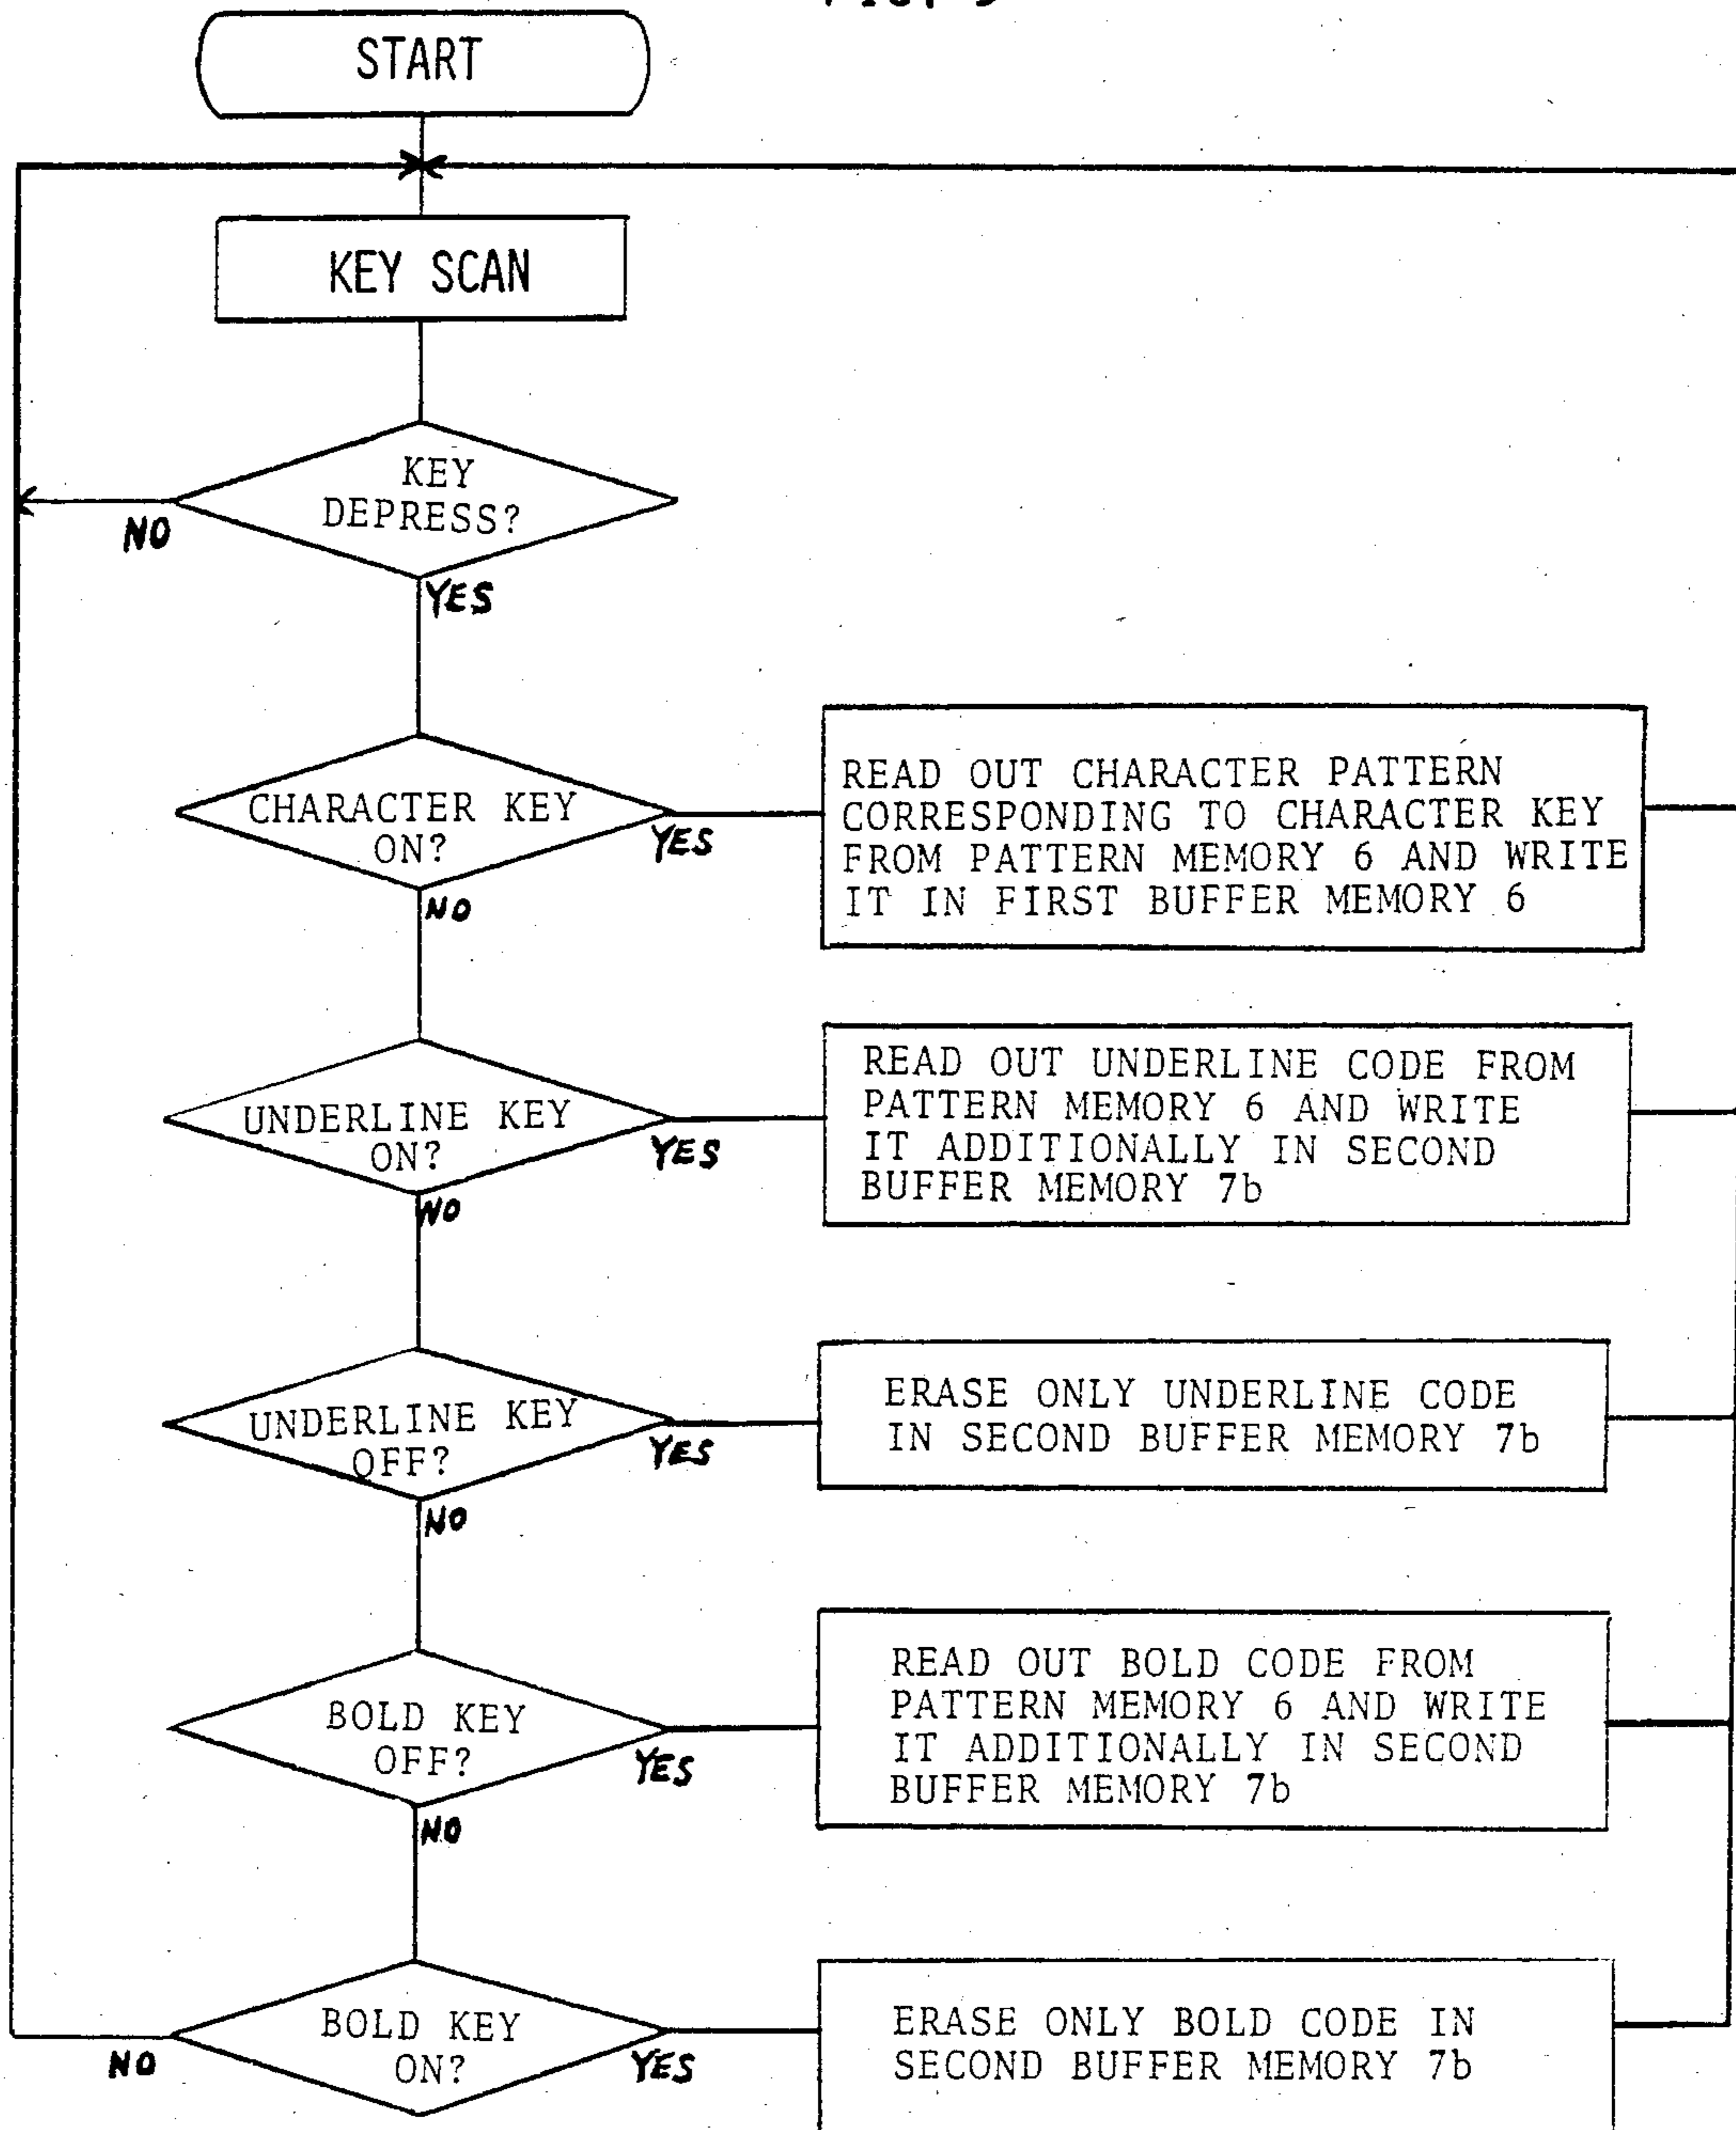 START
KEY SCAN
KEY
DEPRESS?
NO
YES
CHARACTER KEY
ON?
YES
NO
READ OUT CHARACTER PATTERN
CORRESPONDING TO CHARACTER KEY
FROM PATTERN MEMORY 6 AND WRITE
IT IN FIRST BUFFER MEMORY 6
UNDERLINE KEY
ON?
YES
NO
READ OUT UNDERLINE CODE FROM
PATTERN MEMORY 6 AND WRITE
IT ADDITIONALLY IN SECOND
BUFFER MEMORY 7b
UNDERLINE KEY
OFF?
YES
NO
ERASE ONLY UNDERLINE CODE
IN SECOND BUFFER MEMORY 7b
BOLD KEY
OFF?
YES
NO
READ OUT BOLD CODE FROM
PATTERN MEMORY 6 AND WRITE
IT ADDITIONALLY IN SECOND
BUFFER MEMORY 7b
BOLD KEY
ON?
NO
YES
ERASE ONLY BOLD CODE IN
SECOND BUFFER MEMORY 7b